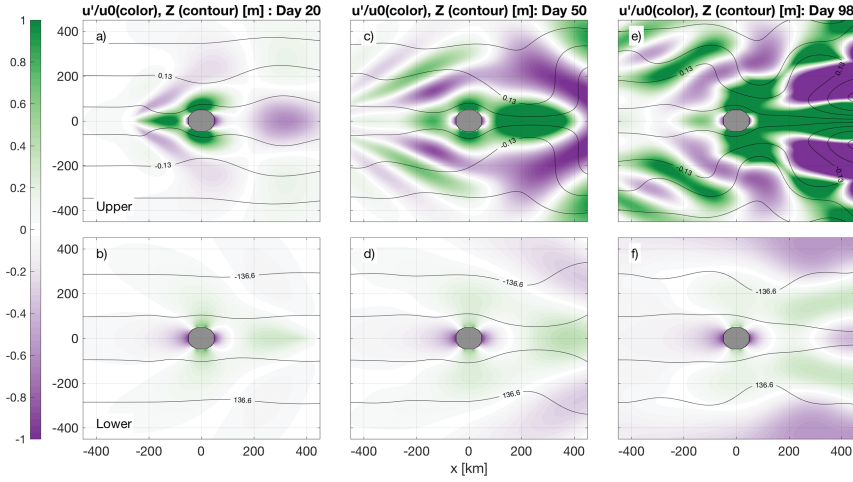 u'/u0(color), Z (contour) [m] : Day 20
u'/u0(color), Z (contour) [m]: Day 50
u'/u0(color), Z (contour) [m]: Day 98
1
0.8
0.6
0.4
0.2
0
-0.2
-0.4
-0.6
-0.8
-1
400
200
0
-200
-400
a)
0.13
-0.13
Upper
c)
0.13
-0.13
e)
0.13
-0.13
400
200
0
-200
-400
b)
-136.6
136.6
Lower
d)
-136.6
136.6
f)
-136.6
136.6
-400 -200 0 200 400
-400 -200 0 200 400
-400 -200 0 200 400
x [km]